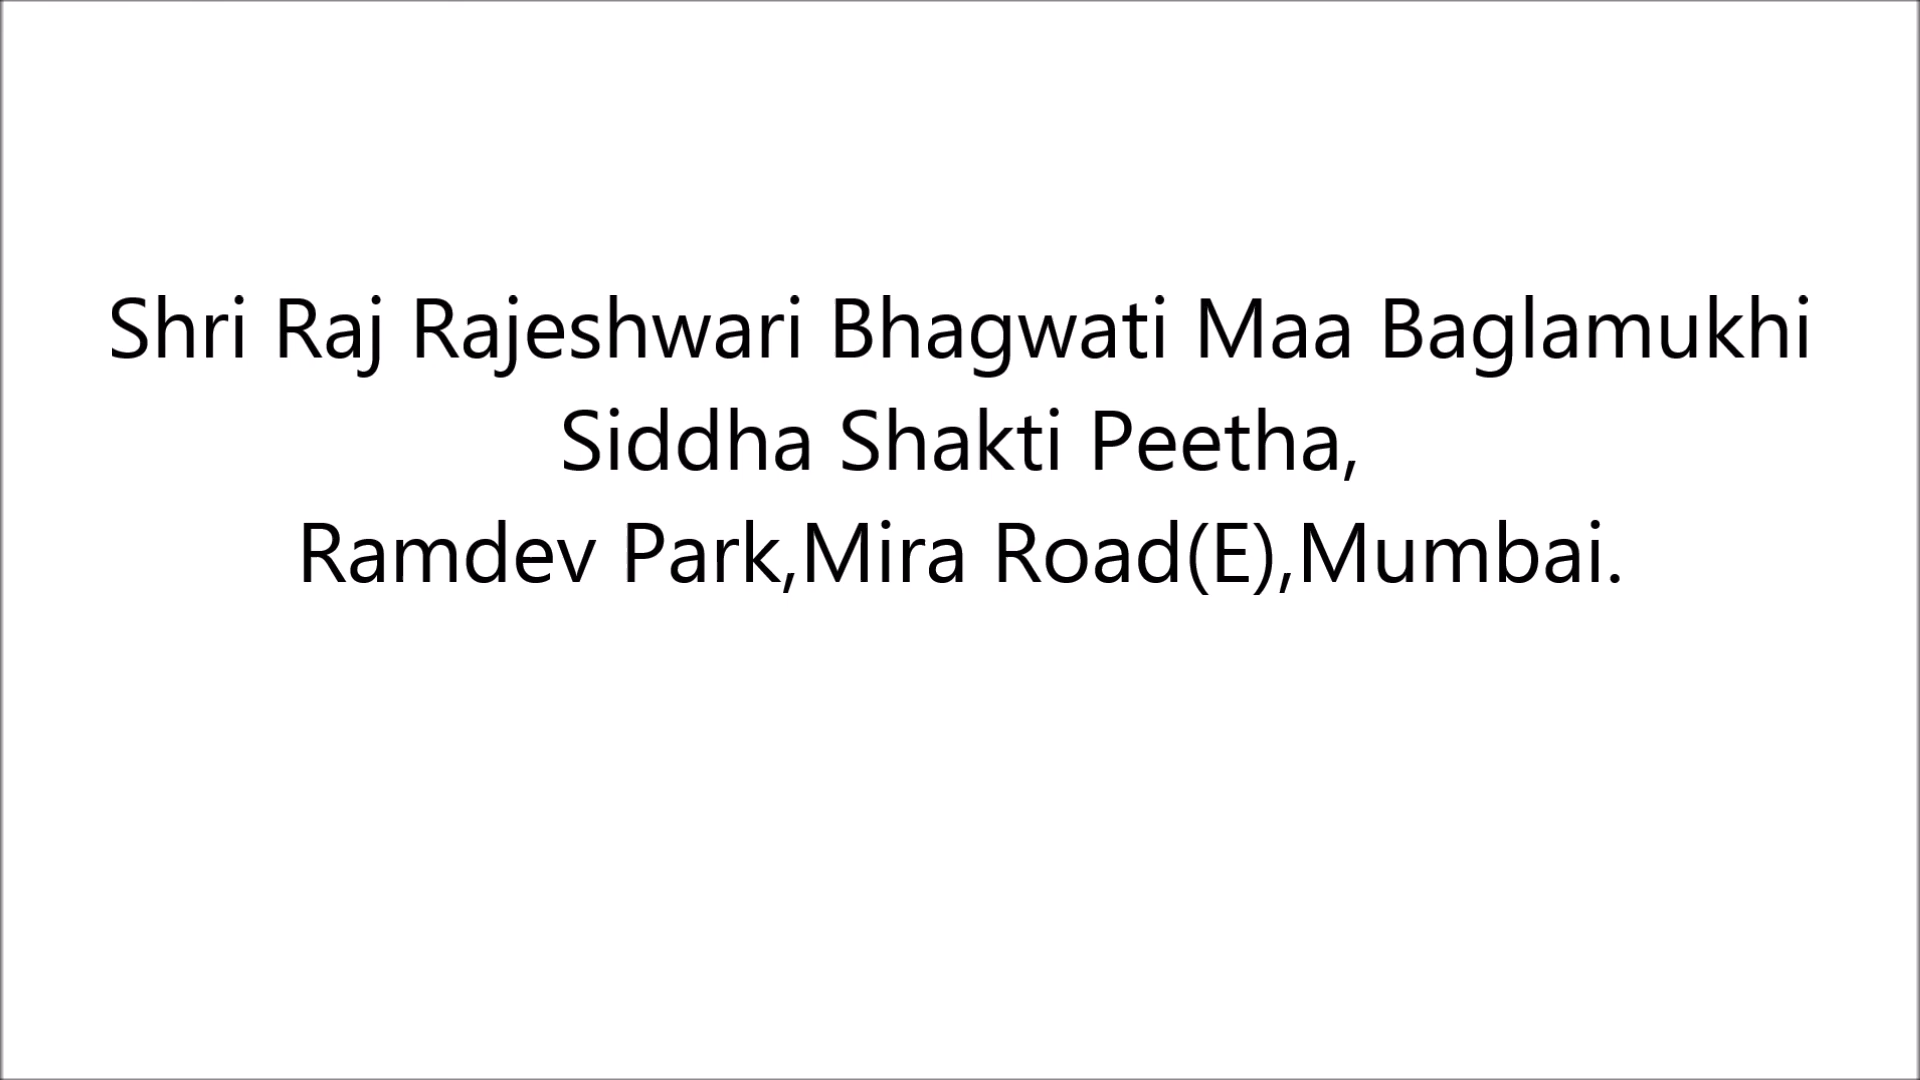 Shri Raj Rajeshwari Bhagwati Maa Baglamukhi
Siddha Shakti Peetha,
Ramdev Park,Mira Road(E),Mumbai.